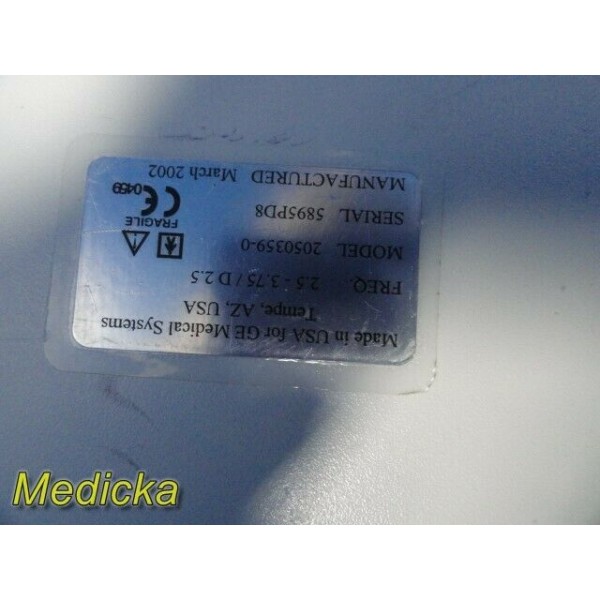 Made in USA for GE Medical Systems
Tempe, AZ, USA
FREQ. 2.5 - 3.75 / D 2.5
MODEL 2050359-0
SERIAL 5895PD8
MANUFACTURED March 2002
FRAGILE
CE
0459
Medicka